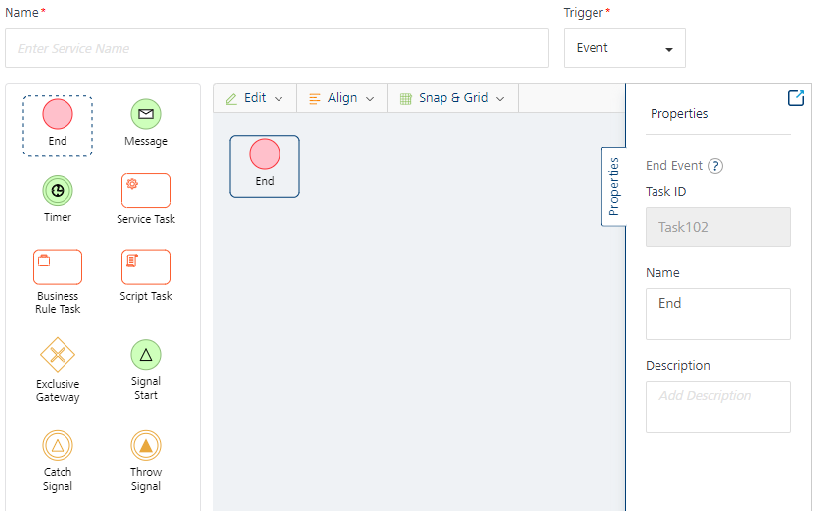 Name*
Trigger*
Enter Service Name
Event
Edit
Align
Snap & Grid
End
Message
Timer
Service Task
Business
Rule Task
Script Task
Exclusive
Gateway
Signal
Start
Catch
Signal
Throw
Signal
End
Properties
Properties
End Event ?
Task ID
Task102
Name
End
Description
Add Description